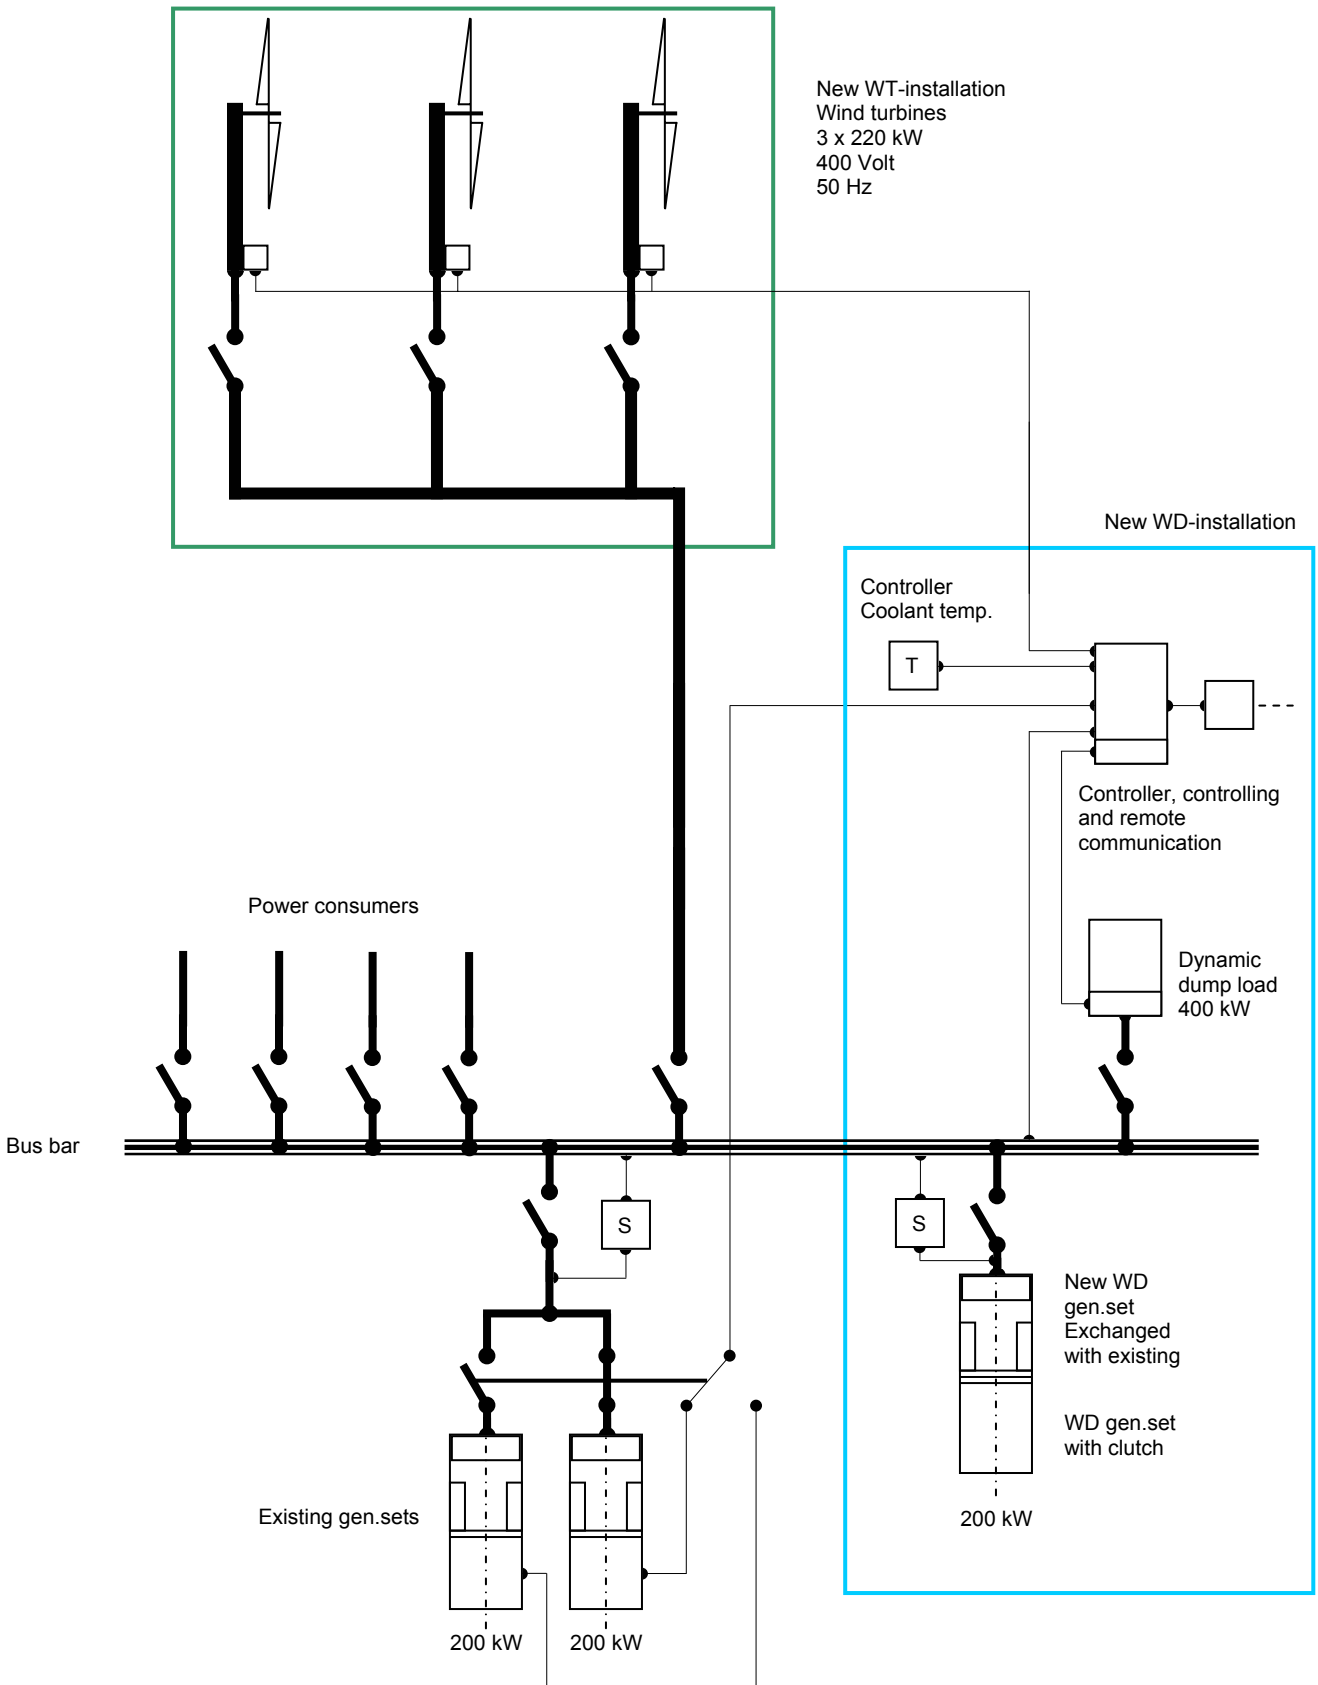 New WT-installation
Wind turbines
3 x 220 kW
400 Volt
50 Hz
New WD-installation
Controller
Coolant temp.
T
Controller, controlling
and remote
communication
Power consumers
Dynamic
dump load
400 kW
Bus bar
S
S
New WD
gen.set
Exchanged
with existing
WD gen.set
with clutch
Existing gen.sets
200 kW
200 kW
200 kW